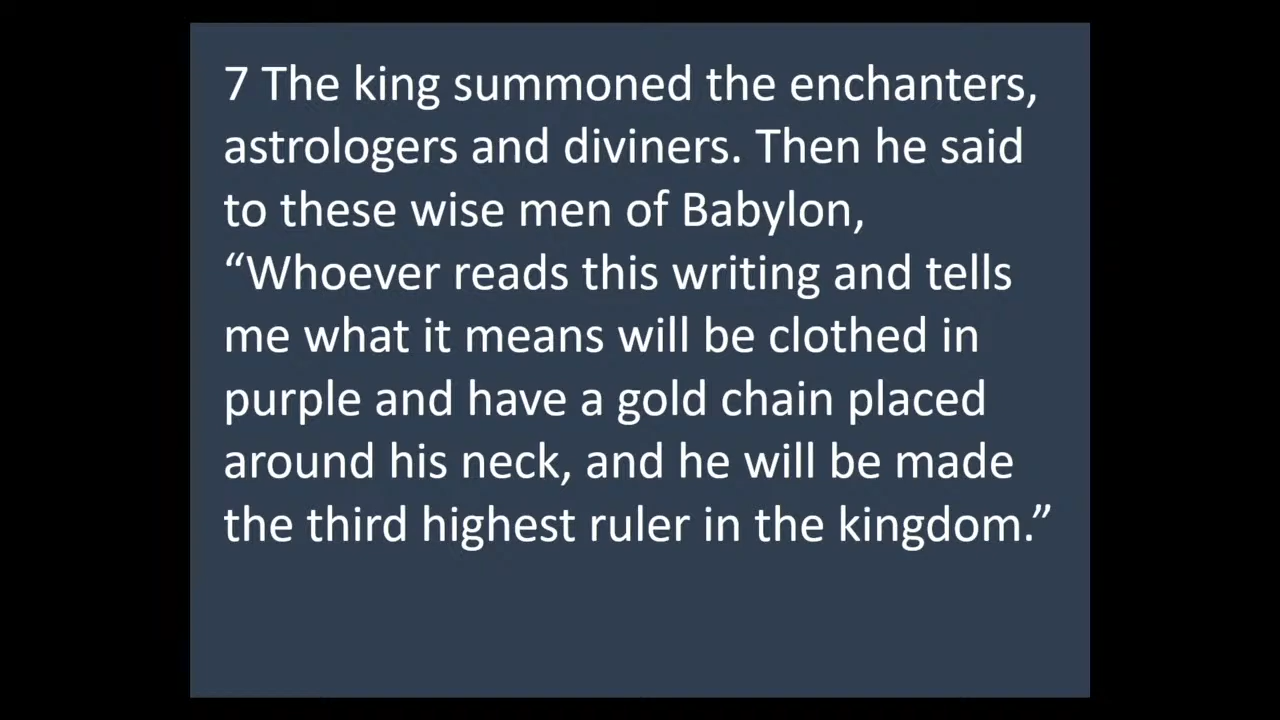 7 The king summoned the enchanters,
astrologers and diviners. Then he said
to these wise men of Babylon,
“Whoever reads this writing and tells
me what it means will be clothed in
purple and have a gold chain placed
around his neck, and he will be made
the third highest ruler in the kingdom.”